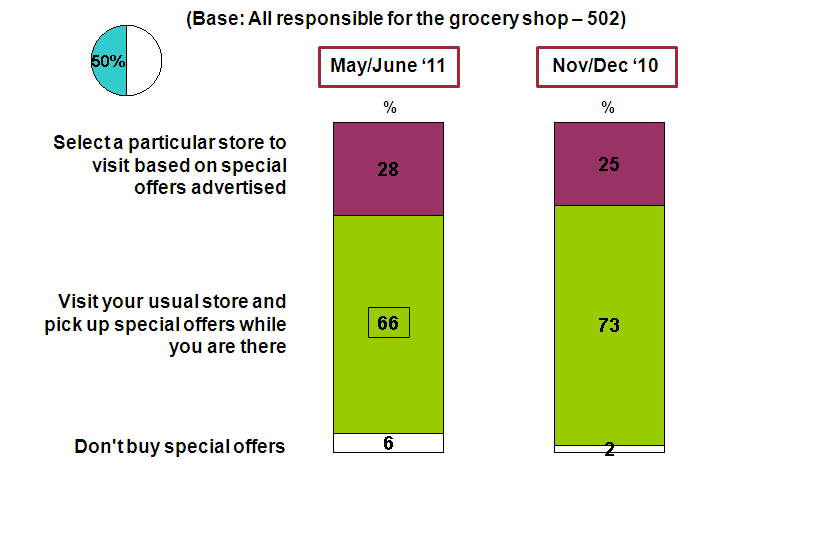 (Base: All responsible for the grocery shop – 502)
50%
May/June ‘11
Nov/Dec ‘10
%
%
Select a particular store to
visit based on special
offers advertised
28
25
Visit your usual store and
pick up special offers while
you are there
66
73
Don't buy special offers
6
2